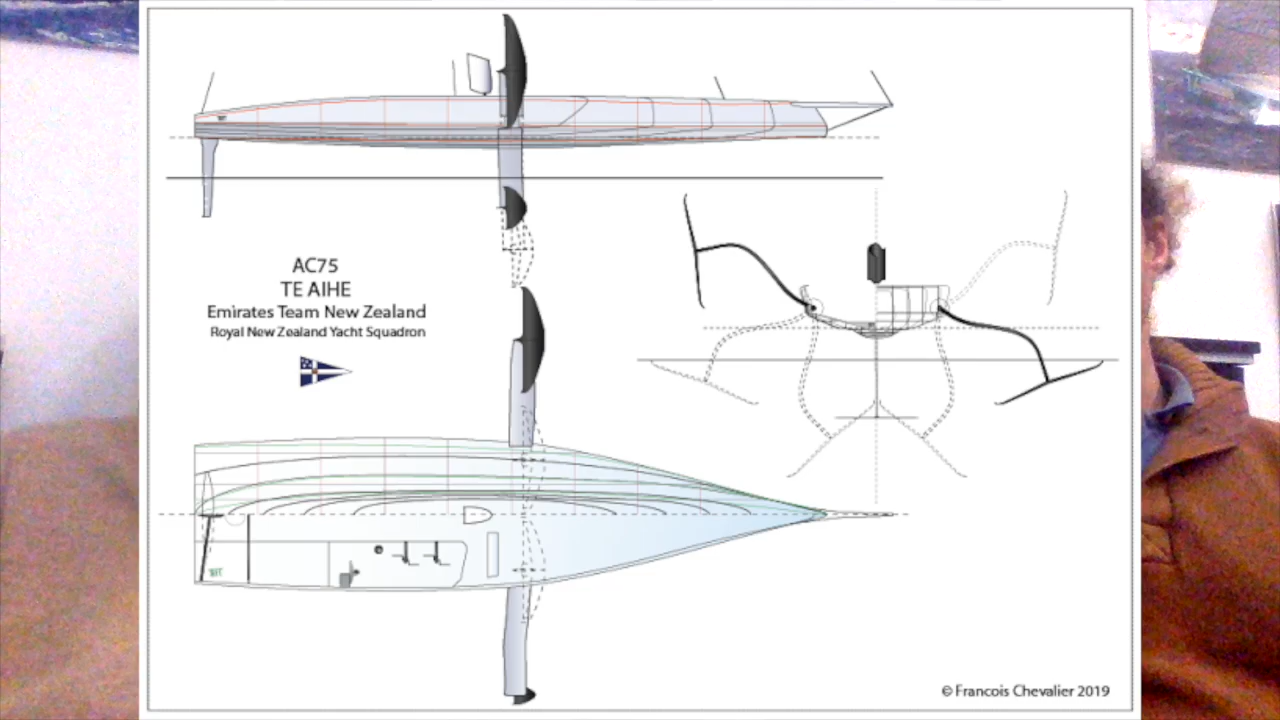 AC75
TE AIHE
Emirates Team New Zealand
Royal New Zealand Yacht Squadron
© Francois Chevalier 2019